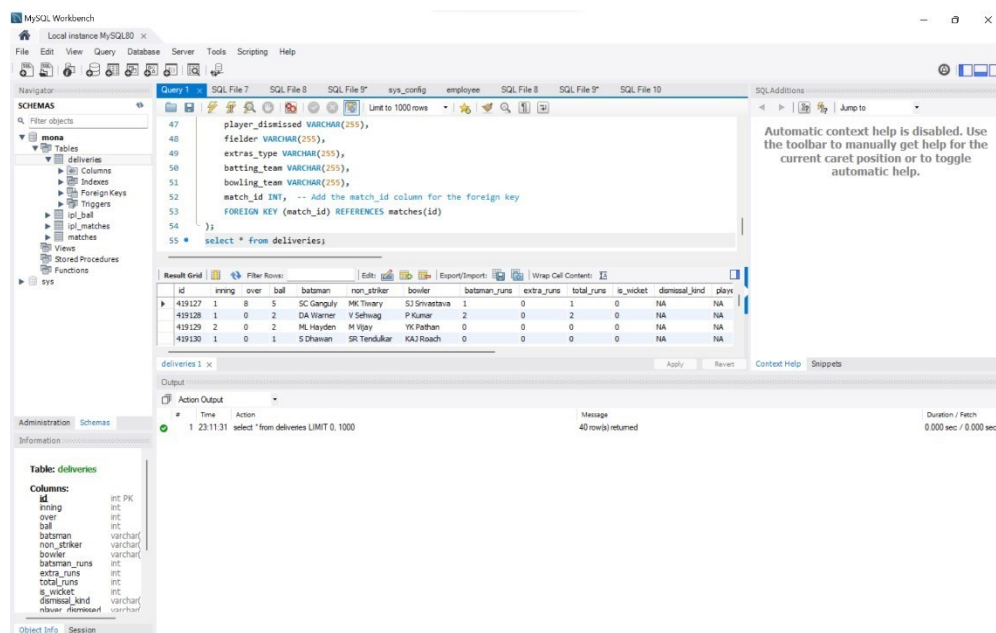 MySQL Workbench
Local instance MySQL80 ×
File Edit View Query Database Server Tools Scripting Help
Navigator
SCHEMAS
Filter objects
mona
Tables
deliveries
Columns
Indexes
Foreign Keys
Triggers
ipl_ball
ipl_matches
matches
Views
Stored Procedures
Functions
sys
Administration Schemas
Information
Table: deliveries
Columns:
id int PK
inning int
over int
ball int
batsman varchar(
non_striker varchar(
bowler varchar(
batsman_runs int
extra_runs int
total_runs int
is_wicket int
dismissal_kind varchar(
player_dismissed varchar(
Object Info Session
Query 1 × SQL File 7 SQL File 8 SQL File 9* sys_config employee SQL File 8 SQL File 9* SQL File 10
Limit to 1000 rows
47 player_dismissed VARCHAR(255),
48 fielder VARCHAR(255),
49 extras_type VARCHAR(255),
50 batting_team VARCHAR(255),
51 bowling_team VARCHAR(255),
52 match_id INT, -- Add the match_id column for the foreign key
53 FOREIGN KEY (match_id) REFERENCES matches(id)
54 );
55 select * from deliveries;
Result Grid Filter Rows: Edit: Export/Import: Wrap Cell Content:
id inning over ball batsman non_striker bowler batsman_runs extra_runs total_runs is_wicket dismissal_kind playe
419127 1 8 5 SC Ganguly MK Tiwary SJ Srivastava 1 0 1 0 NA NA
419128 1 0 2 DA Warner V Sehwag P Kumar 2 0 2 0 NA NA
419129 2 0 2 ML Hayden M Vijay YK Pathan 0 0 0 0 NA NA
419130 1 0 1 S Dhawan SR Tendulkar KAJ Roach 0 0 0 0 NA NA
deliveries 1 × Apply Revert
Output
Action Output
# Time Action Message Duration / Fetch
1 23:11:31 select * from deliveries LIMIT 0, 1000 40 row(s) returned 0.000 sec / 0.000 sec
SQLAdditions
Jump to
Automatic context help is disabled. Use
the toolbar to manually get help for the
current caret position or to toggle
automatic help.
Context Help Snippets